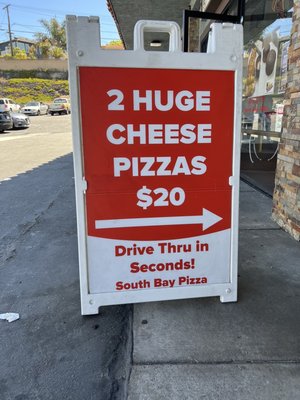 2 HUGE
CHEESE
PIZZAS
$20
Drive Thru in
Seconds!
South Bay Pizza